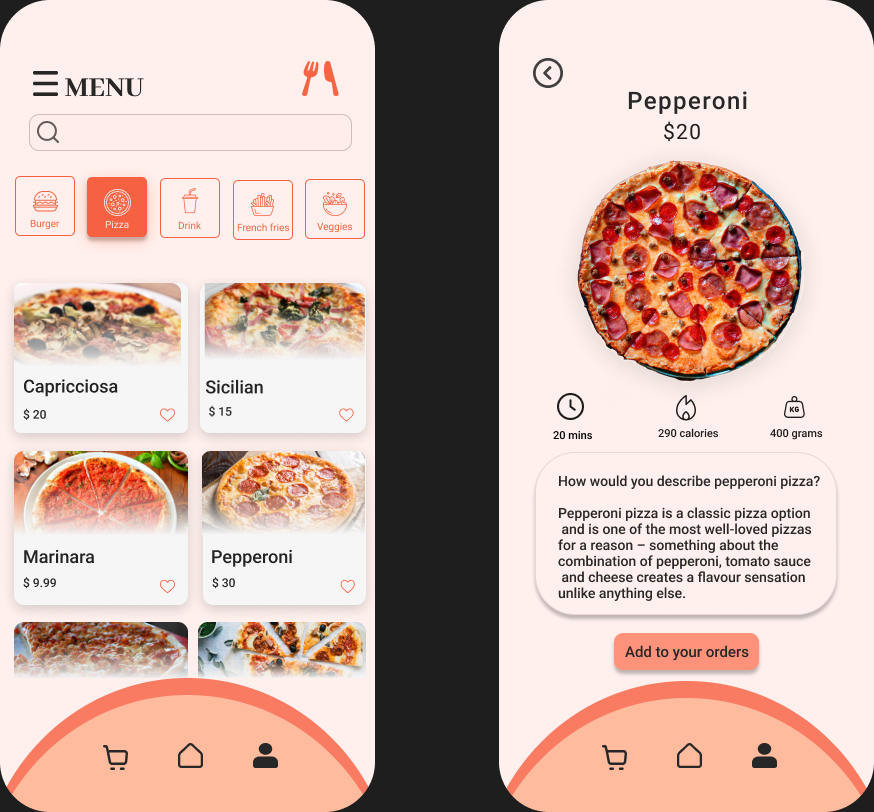 MENU
Burger
Pizza
Drink
French fries
Veggies
Capricciosa
$ 20
Sicilian
$ 15
Marinara
$ 9.99
Pepperoni
$ 30
Pepperoni
$20
20 mins
KG
290 calories
400 grams
How would you describe pepperoni pizza?
Pepperoni pizza is a classic pizza option
and is one of the most well-loved pizzas
for a reason – something about the
combination of pepperoni, tomato sauce
and cheese creates a flavour sensation
unlike anything else.
Add to your orders